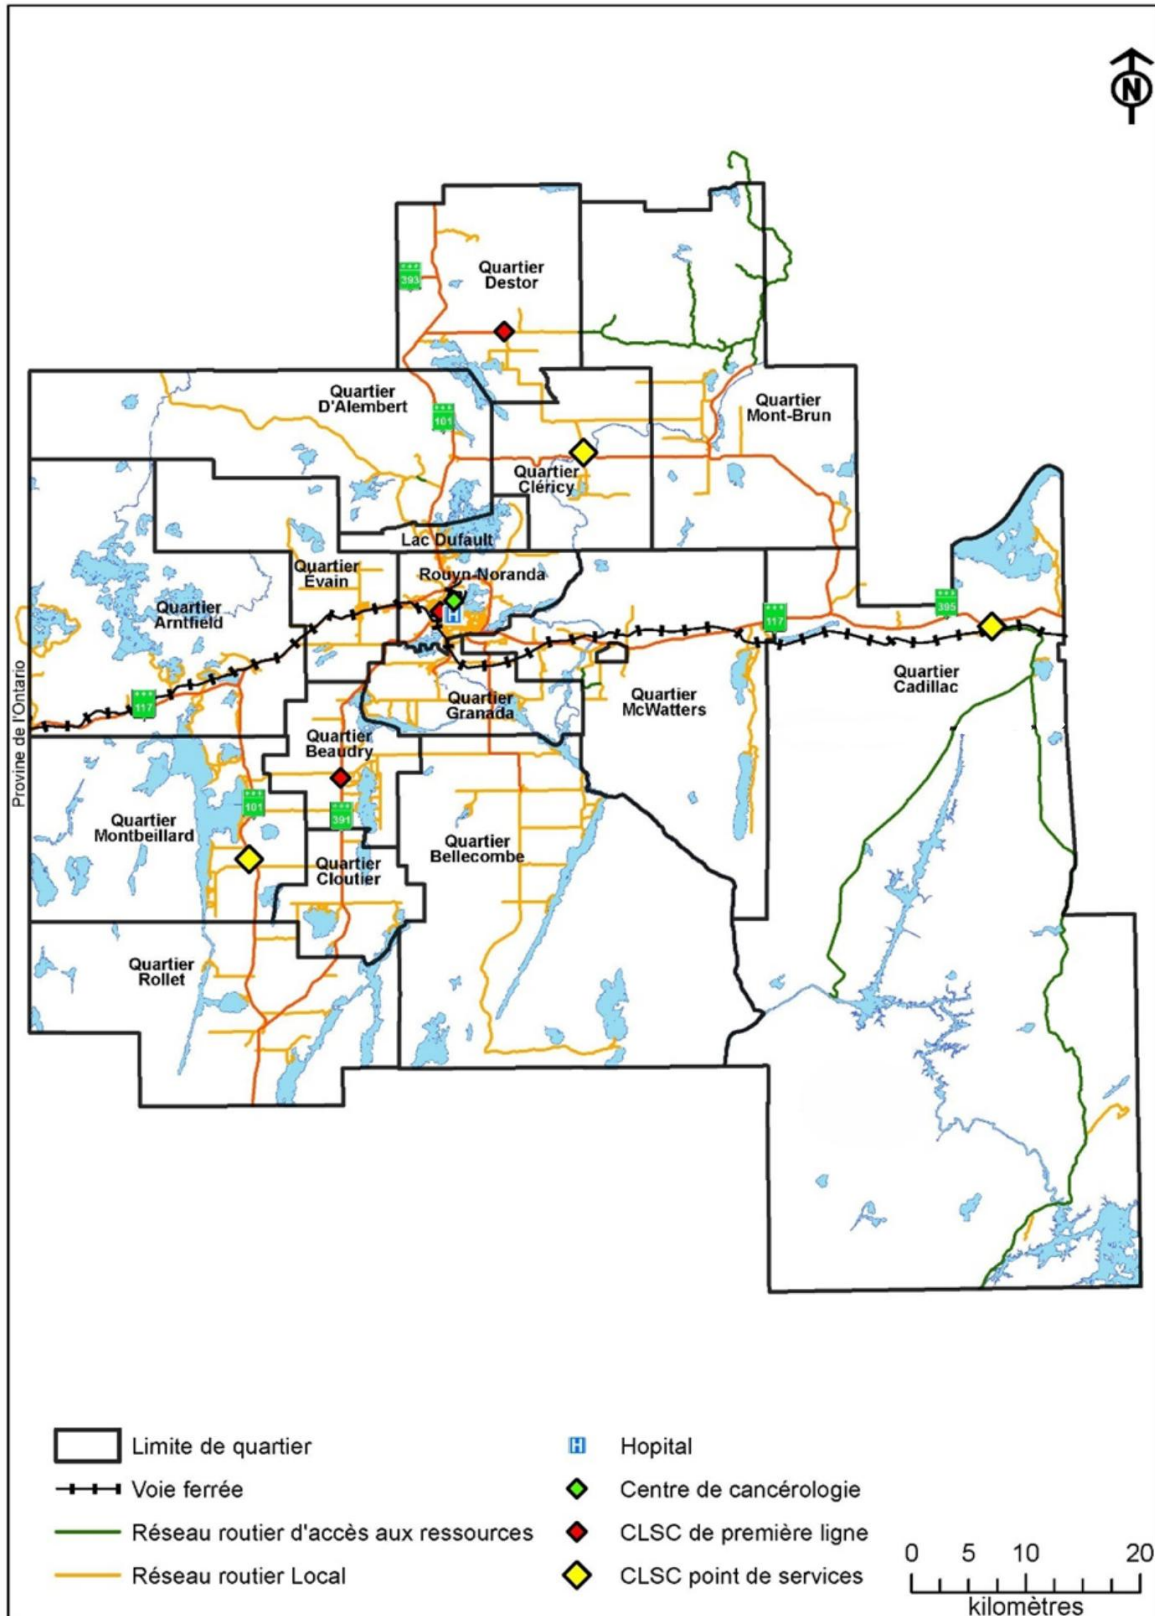 N
Quartier
Destor
393
Quartier
D'Alembert
101
Quartier
Mont-Brun
Quartier
Cléricy
Lac Dufault
Quartier
Évain
Rouyn-Noranda
H
Quartier
Arntfield
117
395
Quartier
Cadillac
Quartier
McWatters
Quartier
Granada
117
Provine de l'Ontario
Quartier
Beaudry
101
391
Quartier
Montbeillard
Quartier
Bellecombe
Quartier
Cloutier
Quartier
Rollet
Limite de quartier
Voie ferrée
Réseau routier d'accès aux ressources
Réseau routier Local
H Hopital
Centre de cancérologie
CLSC de première ligne
CLSC point de services
0 5 10 20
kilomètres